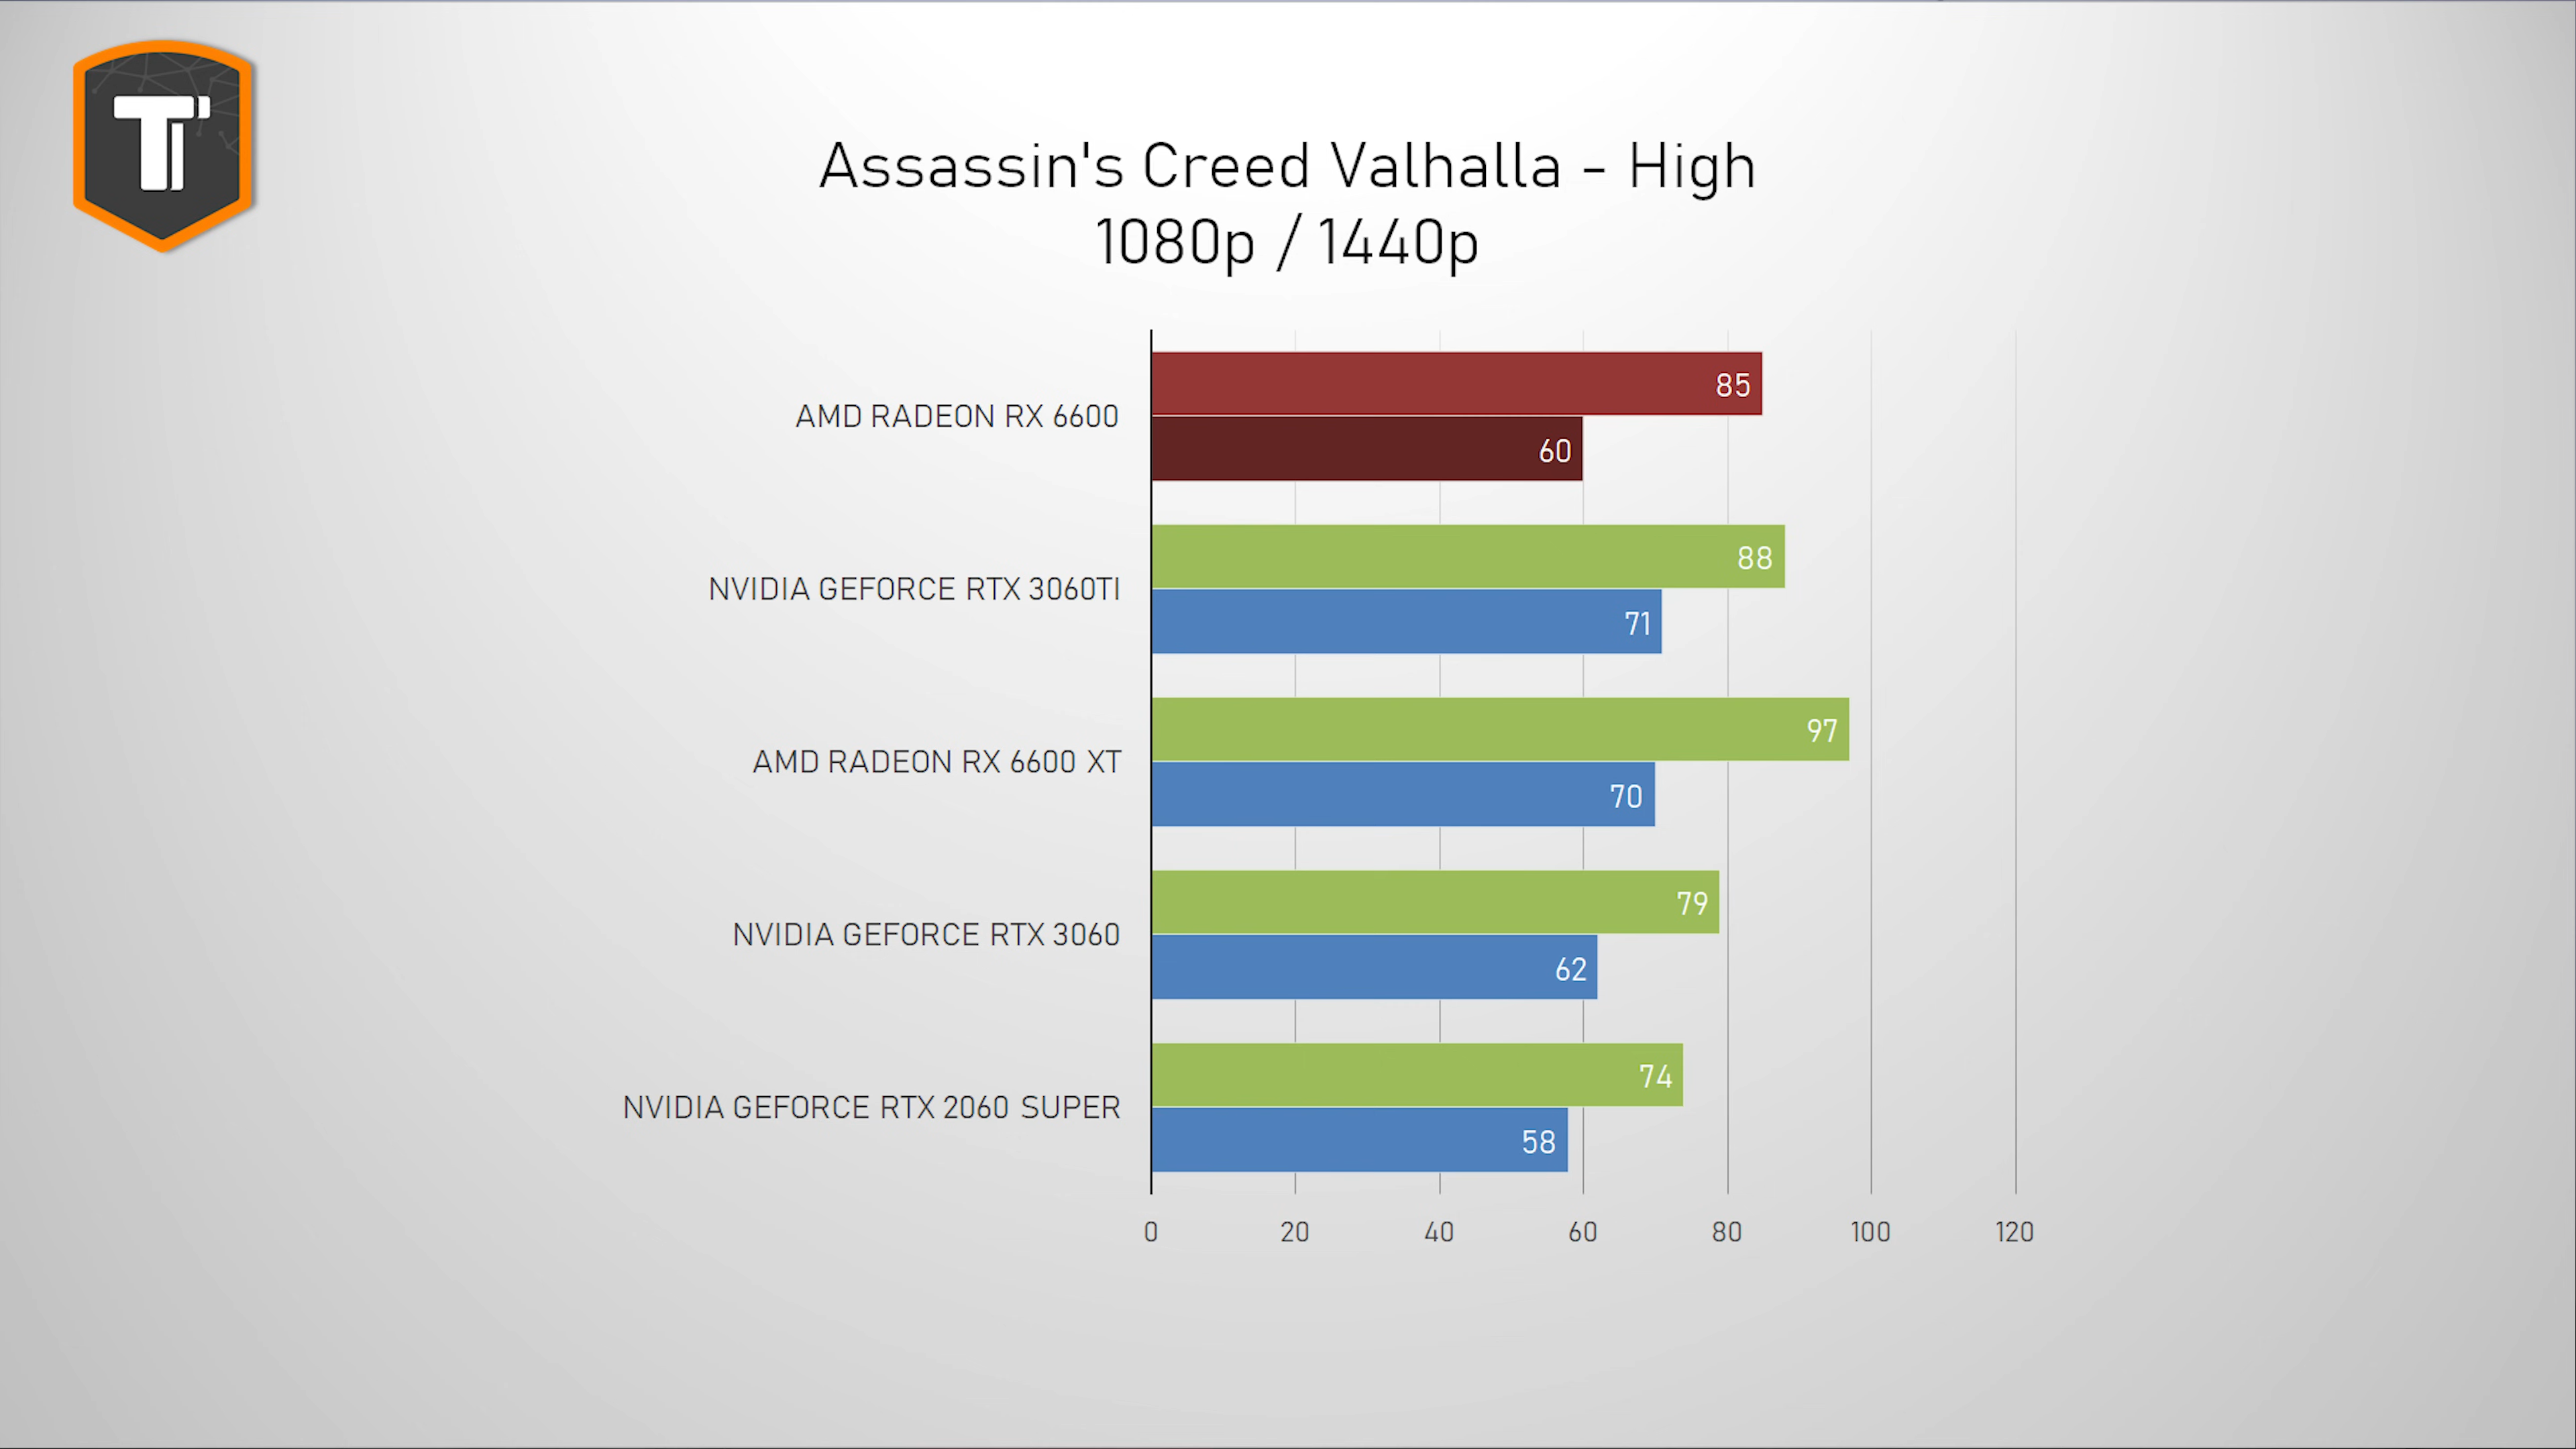 Assassin's Creed Valhalla - High
1080p / 1440p
AMD RADEON RX 6600
85
60
NVIDIA GEFORCE RTX 3060TI
88
71
AMD RADEON RX 6600 XT
97
70
NVIDIA GEFORCE RTX 3060
79
62
NVIDIA GEFORCE RTX 2060 SUPER
74
58
0 20 40 60 80 100 120